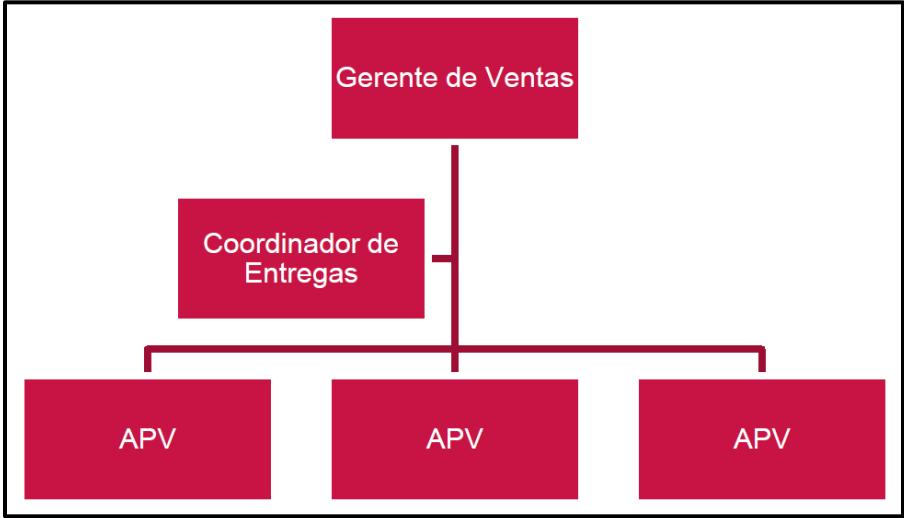 Gerente de Ventas
Coordinador de
Entregas
APV
APV
APV